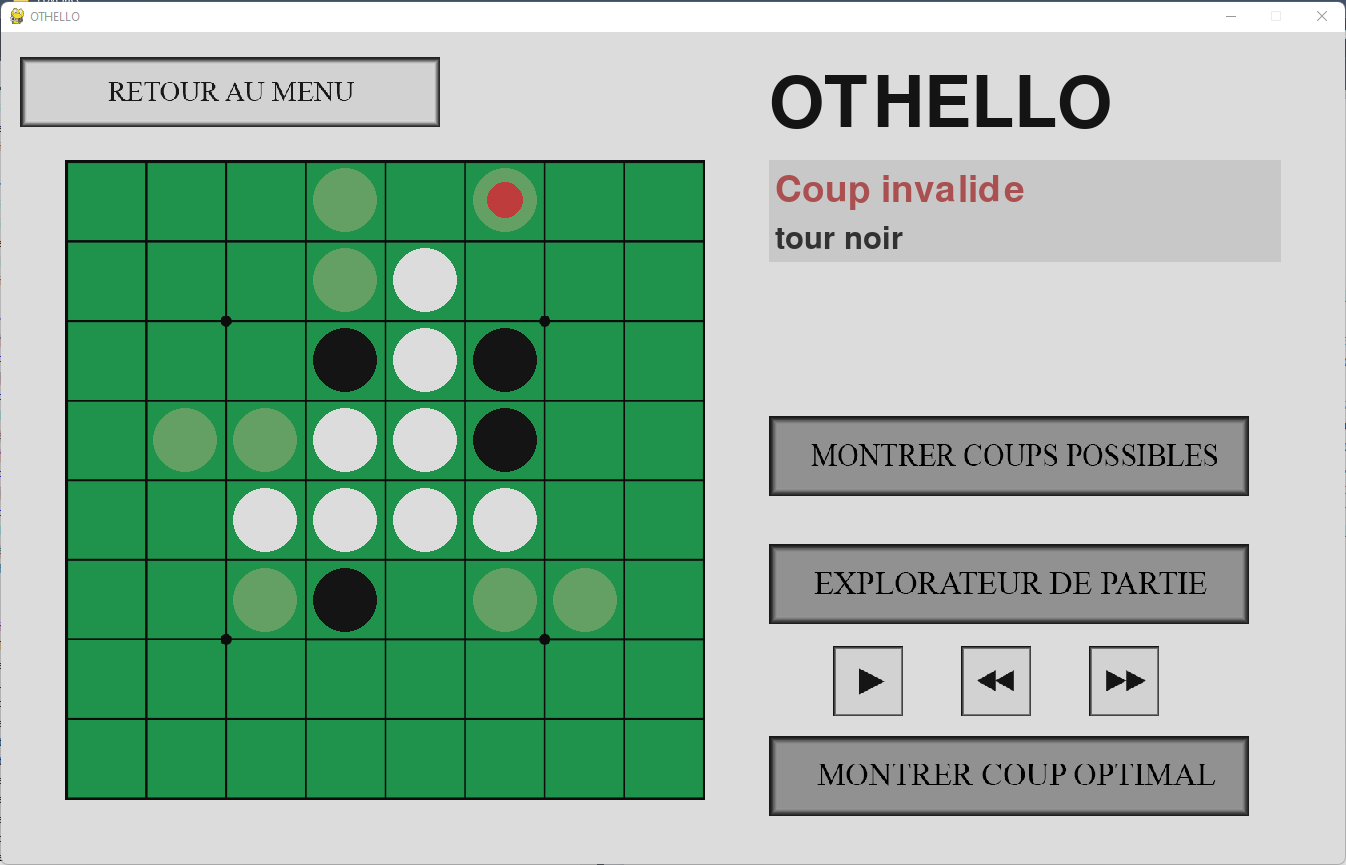 OTHELLO
RETOUR AU MENU
OTHELLO
Coup invalide
tour noir
MONTRER COUPS POSSIBLES
EXPLORATEUR DE PARTIE
MONTRER COUP OPTIMAL